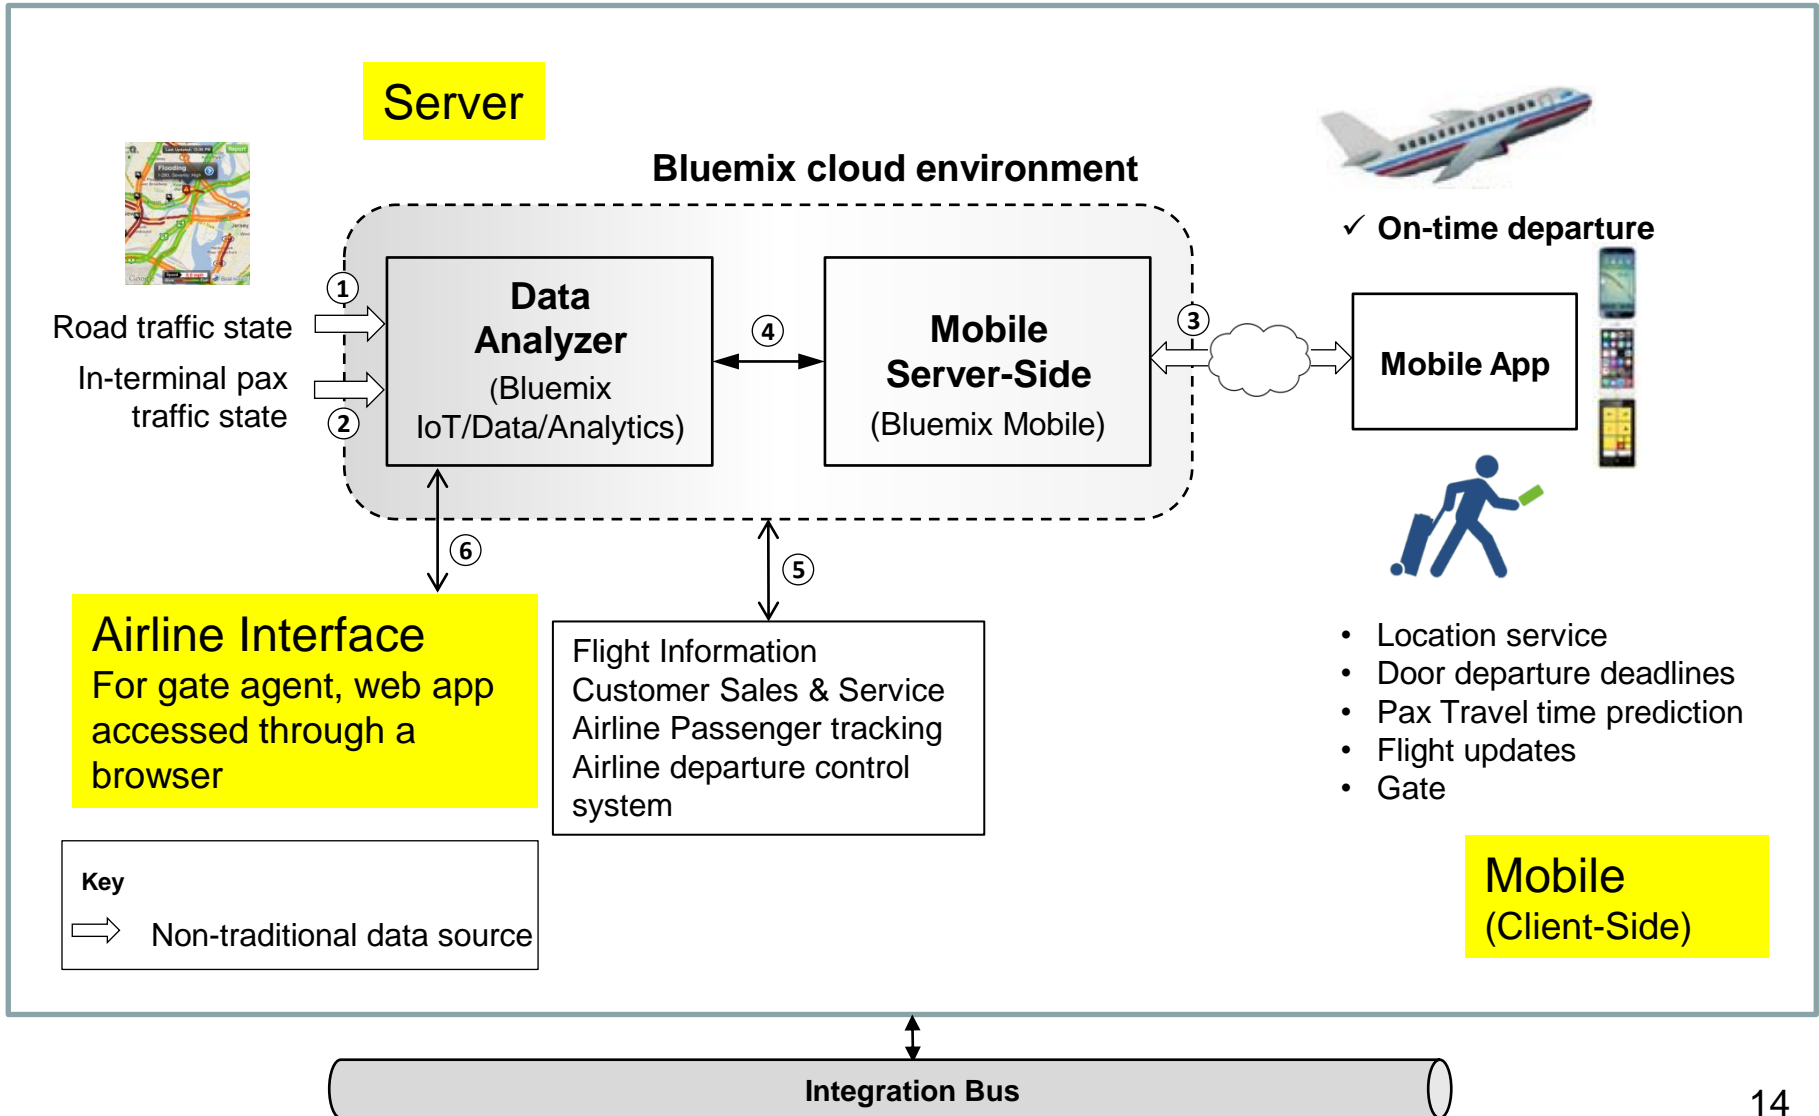 Server
Bluemix cloud environment
Flooding
Report
✓ On-time departure
①
Road traffic state
In-terminal pax
traffic state
②
Data
Analyzer
(Bluemix
IoT/Data/Analytics)
④
Mobile
Server-Side
(Bluemix Mobile)
③
Mobile App
⑥
⑤
Airline Interface
For gate agent, web app
accessed through a
browser
Flight Information
Customer Sales & Service
Airline Passenger tracking
Airline departure control
system
• Location service
• Door departure deadlines
• Pax Travel time prediction
• Flight updates
• Gate
Key
Non-traditional data source
Mobile
(Client-Side)
Integration Bus
14